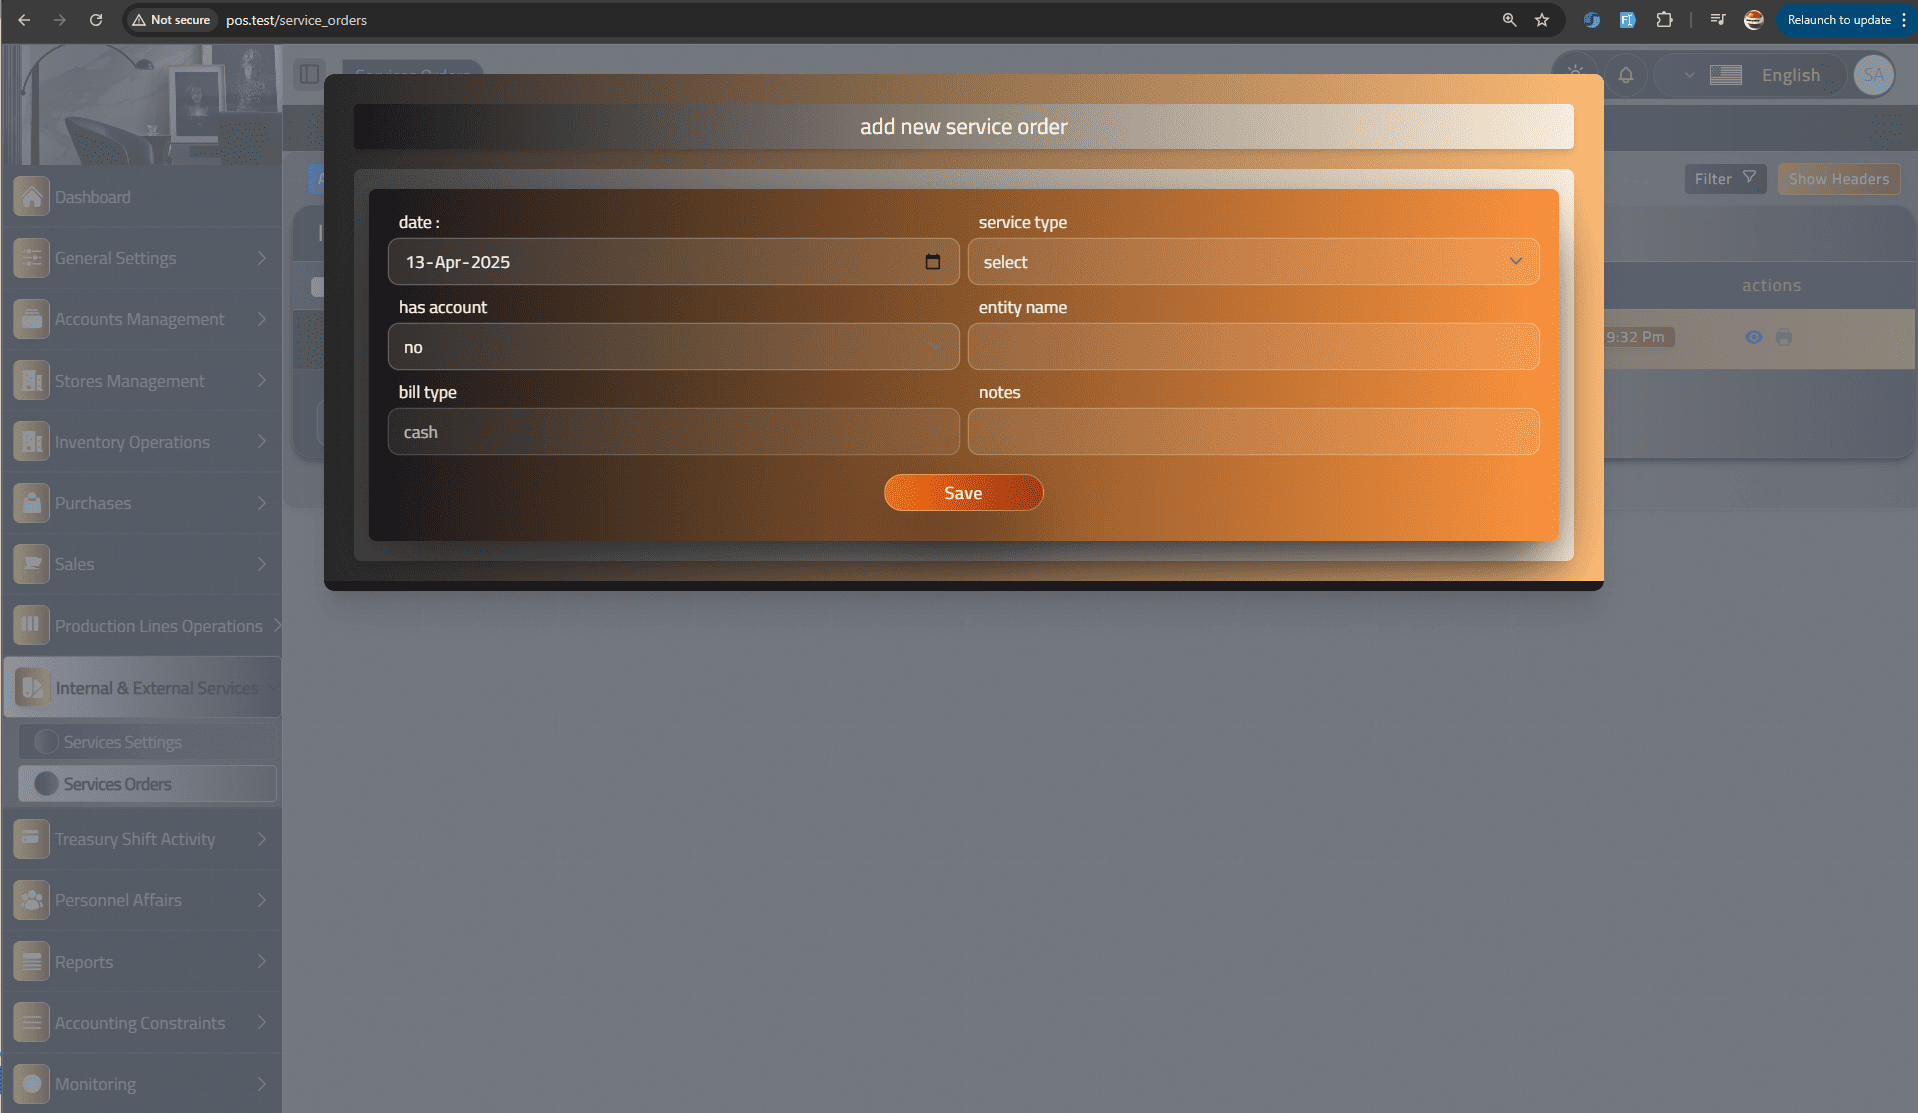 Not secure
pos.test/service_orders
Relaunch to update
Services Orders
English
SA
add new service order
Filter
Show Headers
date :
service type
13-Apr-2025
select
has account
entity name
no
actions
9:32 Pm
bill type
notes
cash
Save
Dashboard
General Settings
Accounts Management
Stores Management
Inventory Operations
Purchases
Sales
Production Lines Operations
Internal & External Services
Services Settings
Services Orders
Treasury Shift Activity
Personnel Affairs
Reports
Accounting Constraints
Monitoring